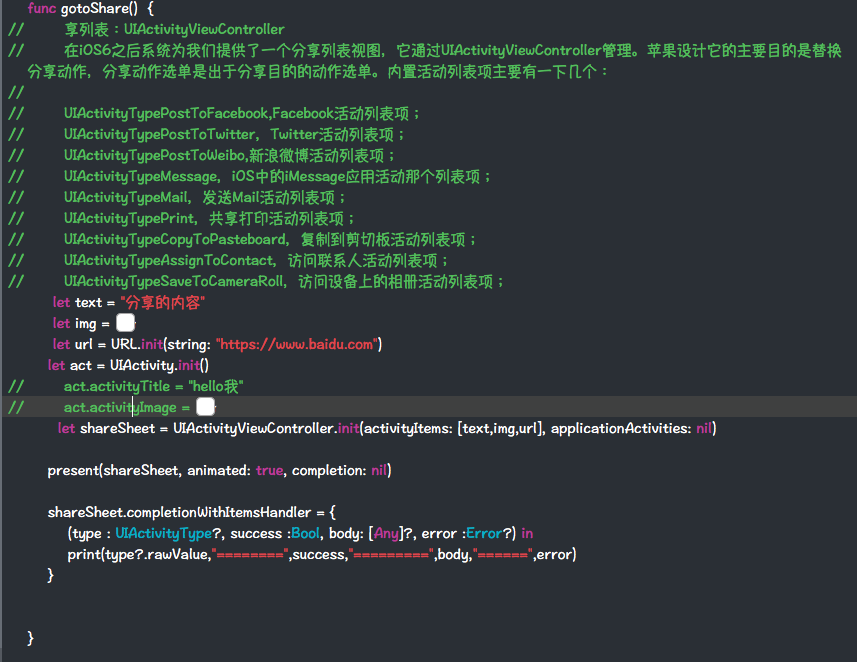 func gotoShare() {
// 享列表：UIActivityViewController
// 在iOS6之后系统为我们提供了一个分享列表视图，它通过UIActivityViewController管理。苹果设计它的主要目的是替换
分享动作，分享动作选单是出于分享目的的动作选单。内置活动列表项主要有一下几个：
//
// UIActivityTypePostToFacebook,Facebook活动列表项；
// UIActivityTypePostToTwitter，Twitter活动列表项；
// UIActivityTypePostToWeibo,新浪微博活动列表项；
// UIActivityTypeMessage，iOS中的iMessage应用活动那个列表项；
// UIActivityTypeMail，发送Mail活动列表项；
// UIActivityTypePrint，共享打印活动列表项；
// UIActivityTypeCopyToPasteboard，复制到剪切板活动列表项；
// UIActivityTypeAssignToContact，访问联系人活动列表项；
// UIActivityTypeSaveToCameraRoll，访问设备上的相册活动列表项；
let text = "分享的内容"
let img =
let url = URL.init(string: "https://www.baidu.com")
let act = UIActivity.init()
// act.activityTitle = "hello我"
// act.activityImage =
let shareSheet = UIActivityViewController.init(activityItems: [text,img,url], applicationActivities: nil)
present(shareSheet, animated: true, completion: nil)
shareSheet.completionWithItemsHandler = {
(type : UIActivityType?, success :Bool, body: [Any]?, error :Error?) in
print(type?.rawValue,"========",success,"=========",body,"======",error)
}
}